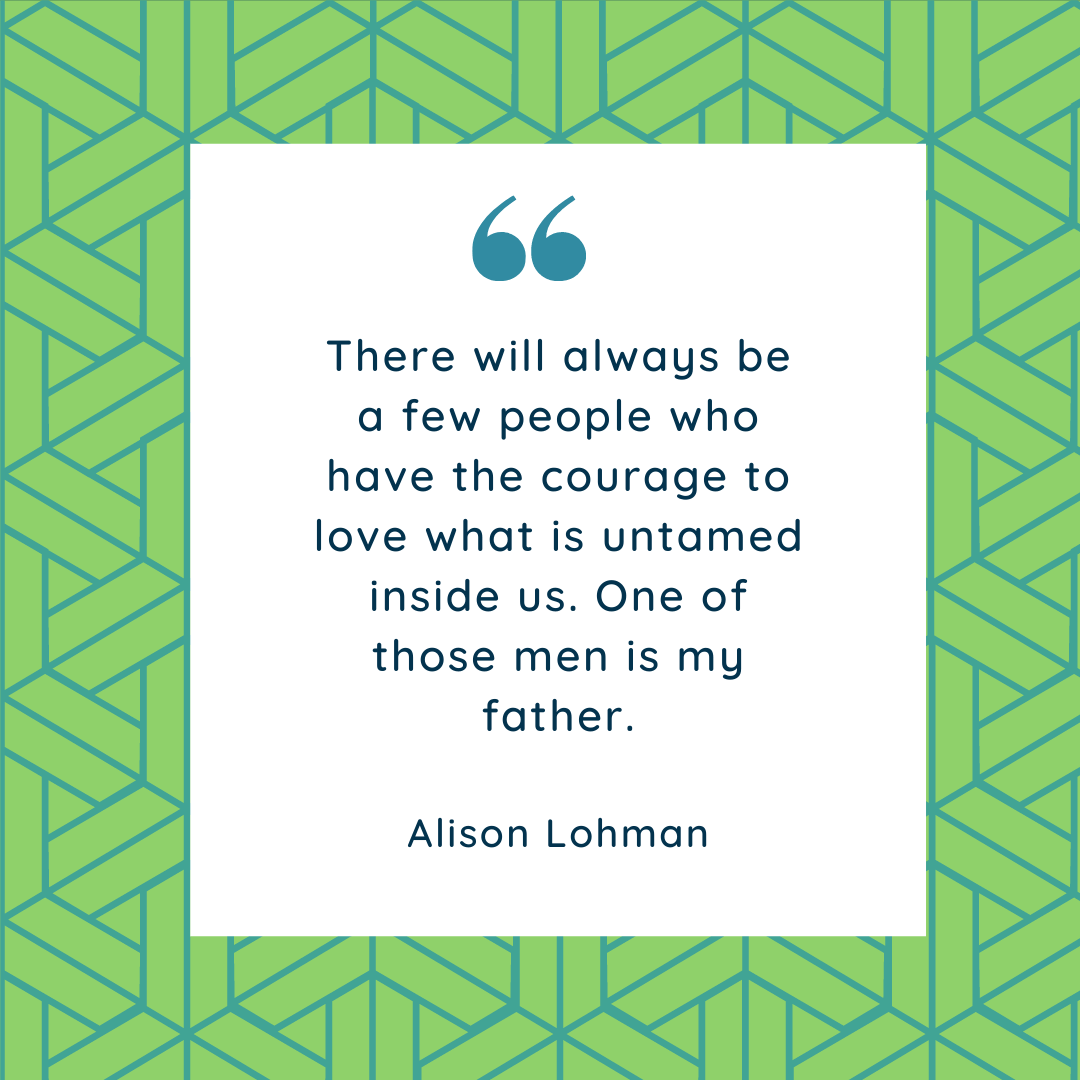 “
There will always be
a few people who
have the courage to
love what is untamed
inside us. One of
those men is my
father.
Alison Lohman